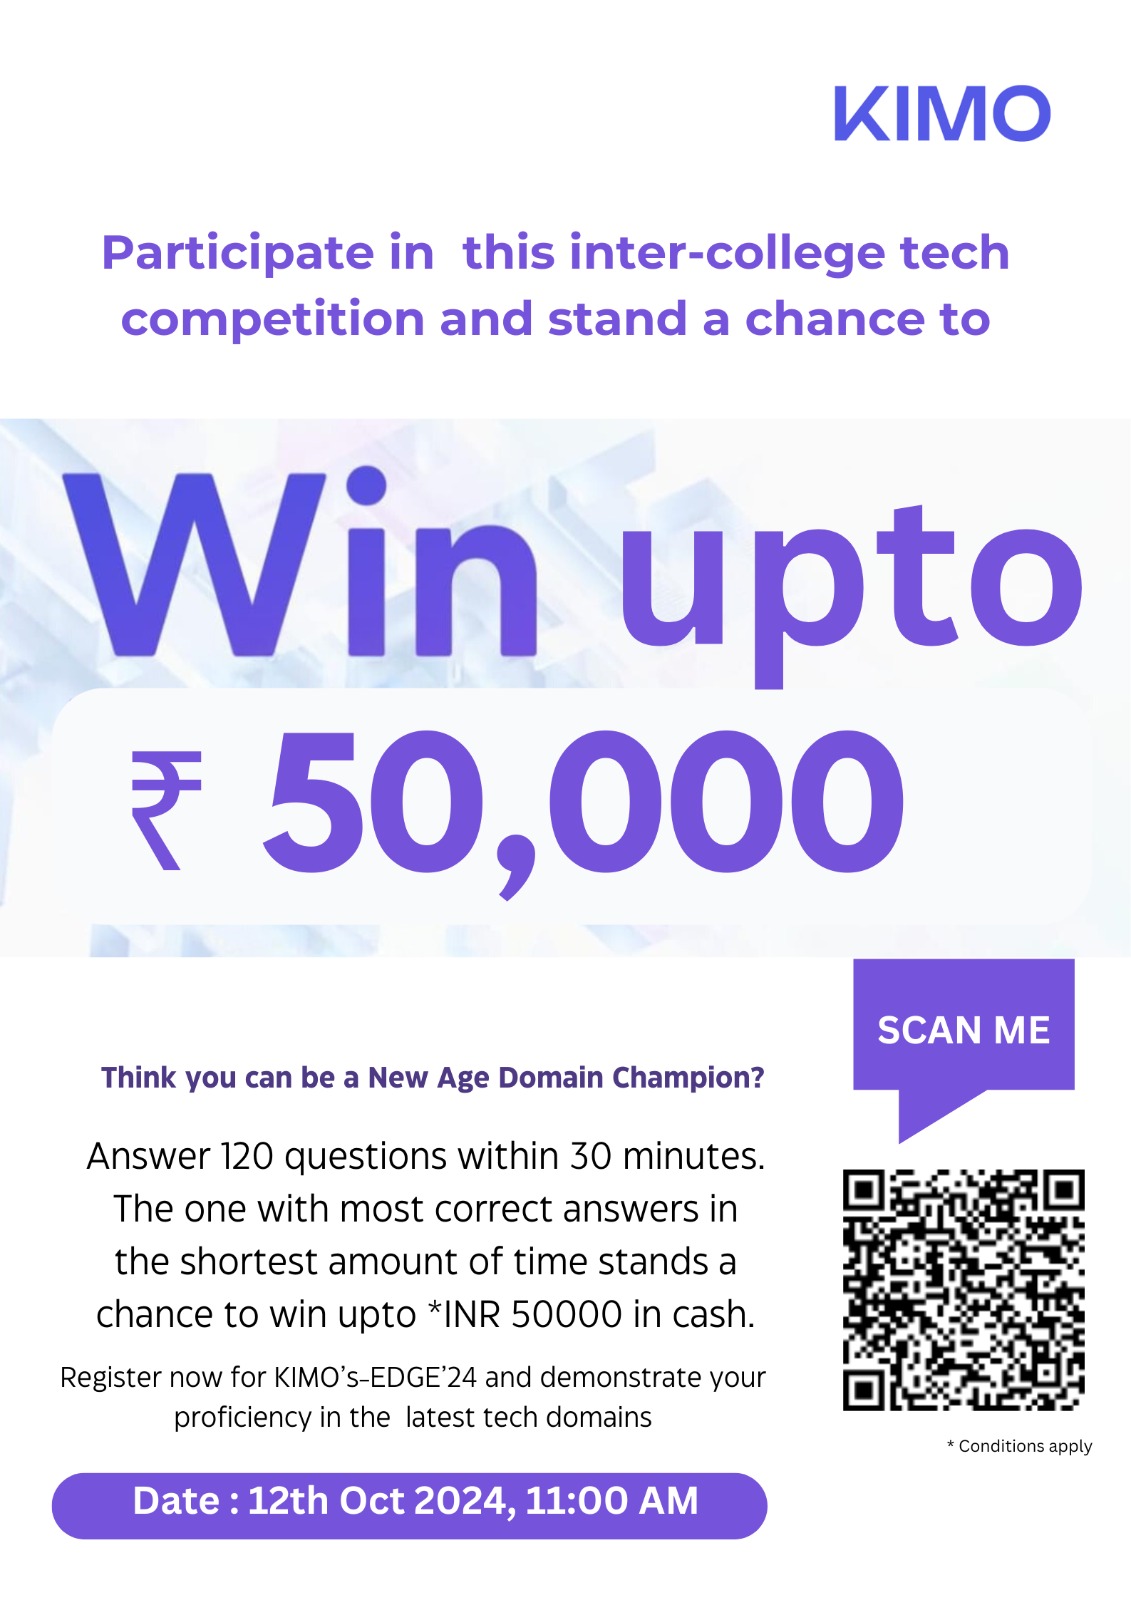 KIMO
Participate in  this inter-college tech
competition and stand a chance to
Win upto
₹ 50,000
SCAN ME
Think you can be a New Age Domain Champion?
Answer 120 questions within 30 minutes.
The one with most correct answers in
the shortest amount of time stands a
chance to win upto *INR 50000 in cash.
Register now for KIMO’s-EDGE’24 and demonstrate your
proficiency in the  latest tech domains
* Conditions apply
Date : 12th Oct 2024, 11:00 AM